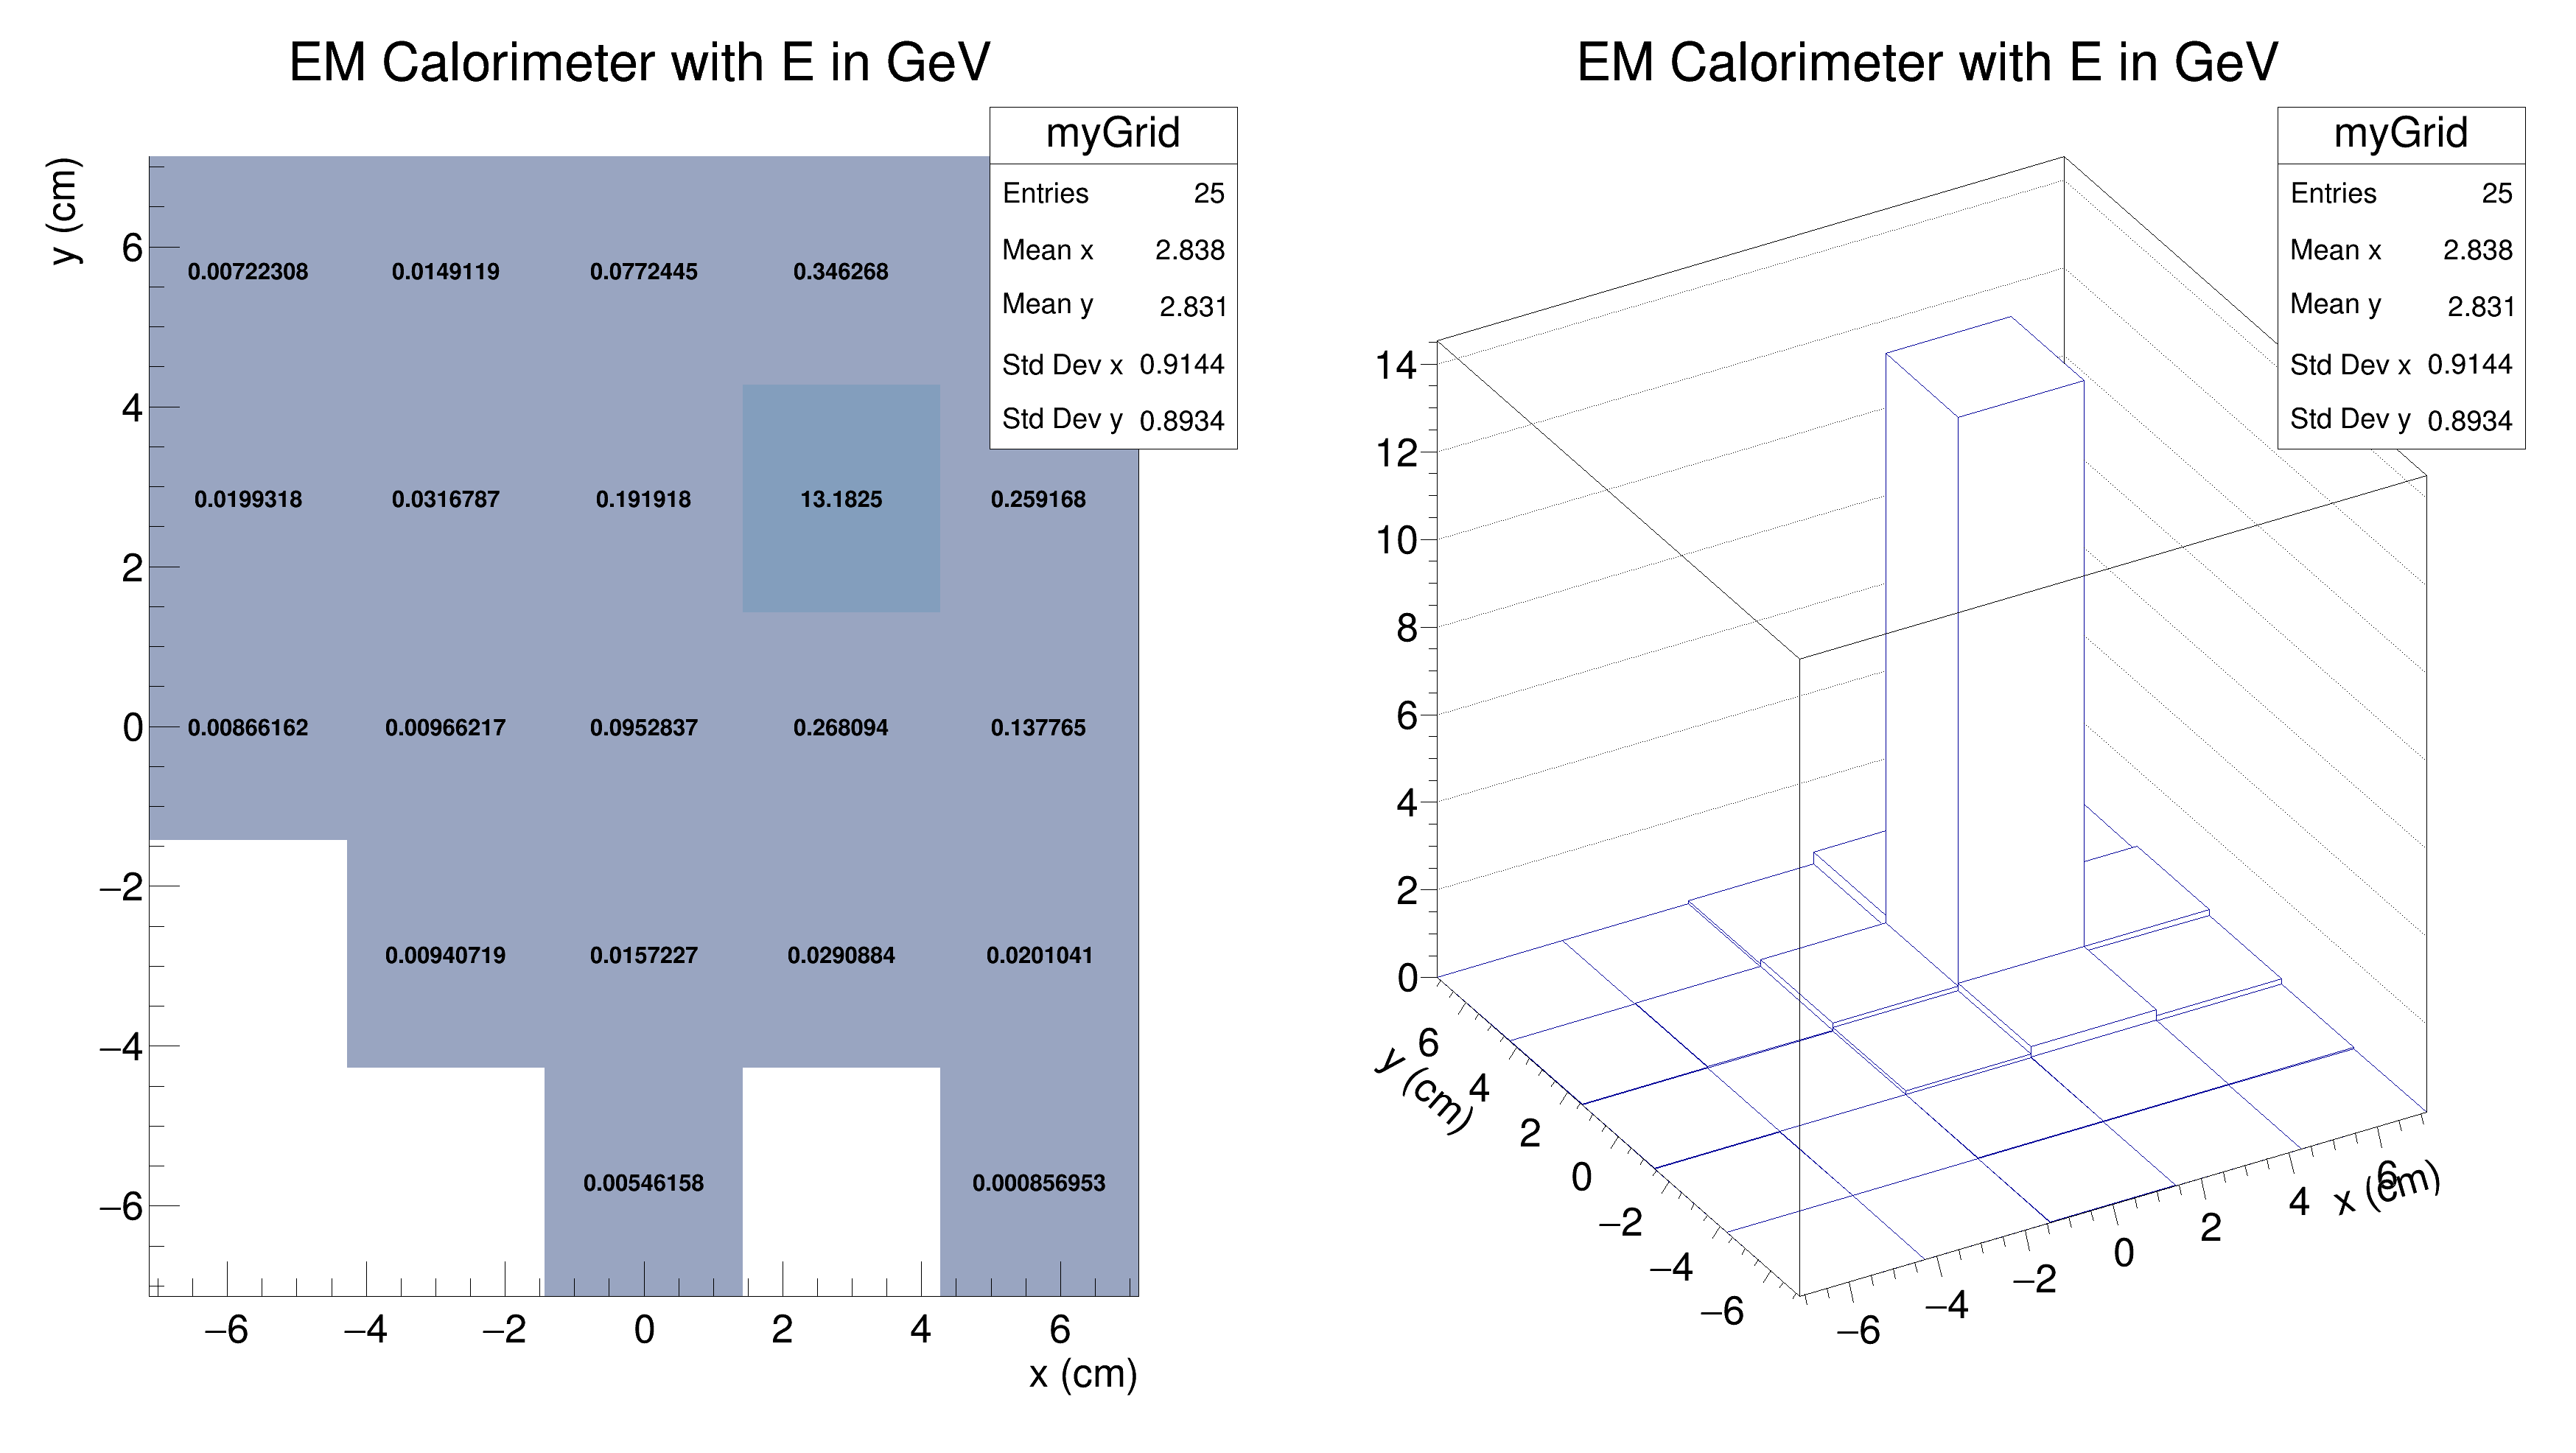 EM Calorimeter with E in GeV
myGrid
Entries 25
Mean x 2.838
Mean y 2.831
Std Dev x 0.9144
Std Dev y 0.8934
y (cm)
6
4
2
0
−2
−4
−6
0.00722308 0.0149119 0.0772445 0.346268
0.0199318 0.0316787 0.191918 13.1825 0.259168
0.00866162 0.00966217 0.0952837 0.268094 0.137765
0.00940719 0.0157227 0.0290884 0.0201041
0.00546158 0.000856953
−6 −4 −2 0 2 4 6
x (cm)
EM Calorimeter with E in GeV
myGrid
Entries 25
Mean x 2.838
Mean y 2.831
Std Dev x 0.9144
Std Dev y 0.8934
14
12
10
8
6
4
2
0
y (cm)
6
4
2
0
−2
−4
−6
−6 −4 −2 0 2 4 6
x (cm)